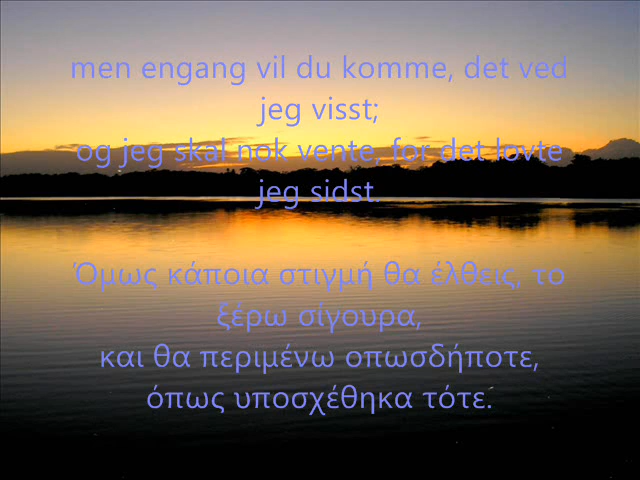 men engang vil du komme, det ved
jeg visst;
og jeg skal nok vente, for det lovte
jeg sidst.
Όμως κάποια στιγμή θα έλθεις, το
ξέρω σίγουρα,
και θα περιμένω οπωσδήποτε,
όπως υποσχέθηκα τότε.